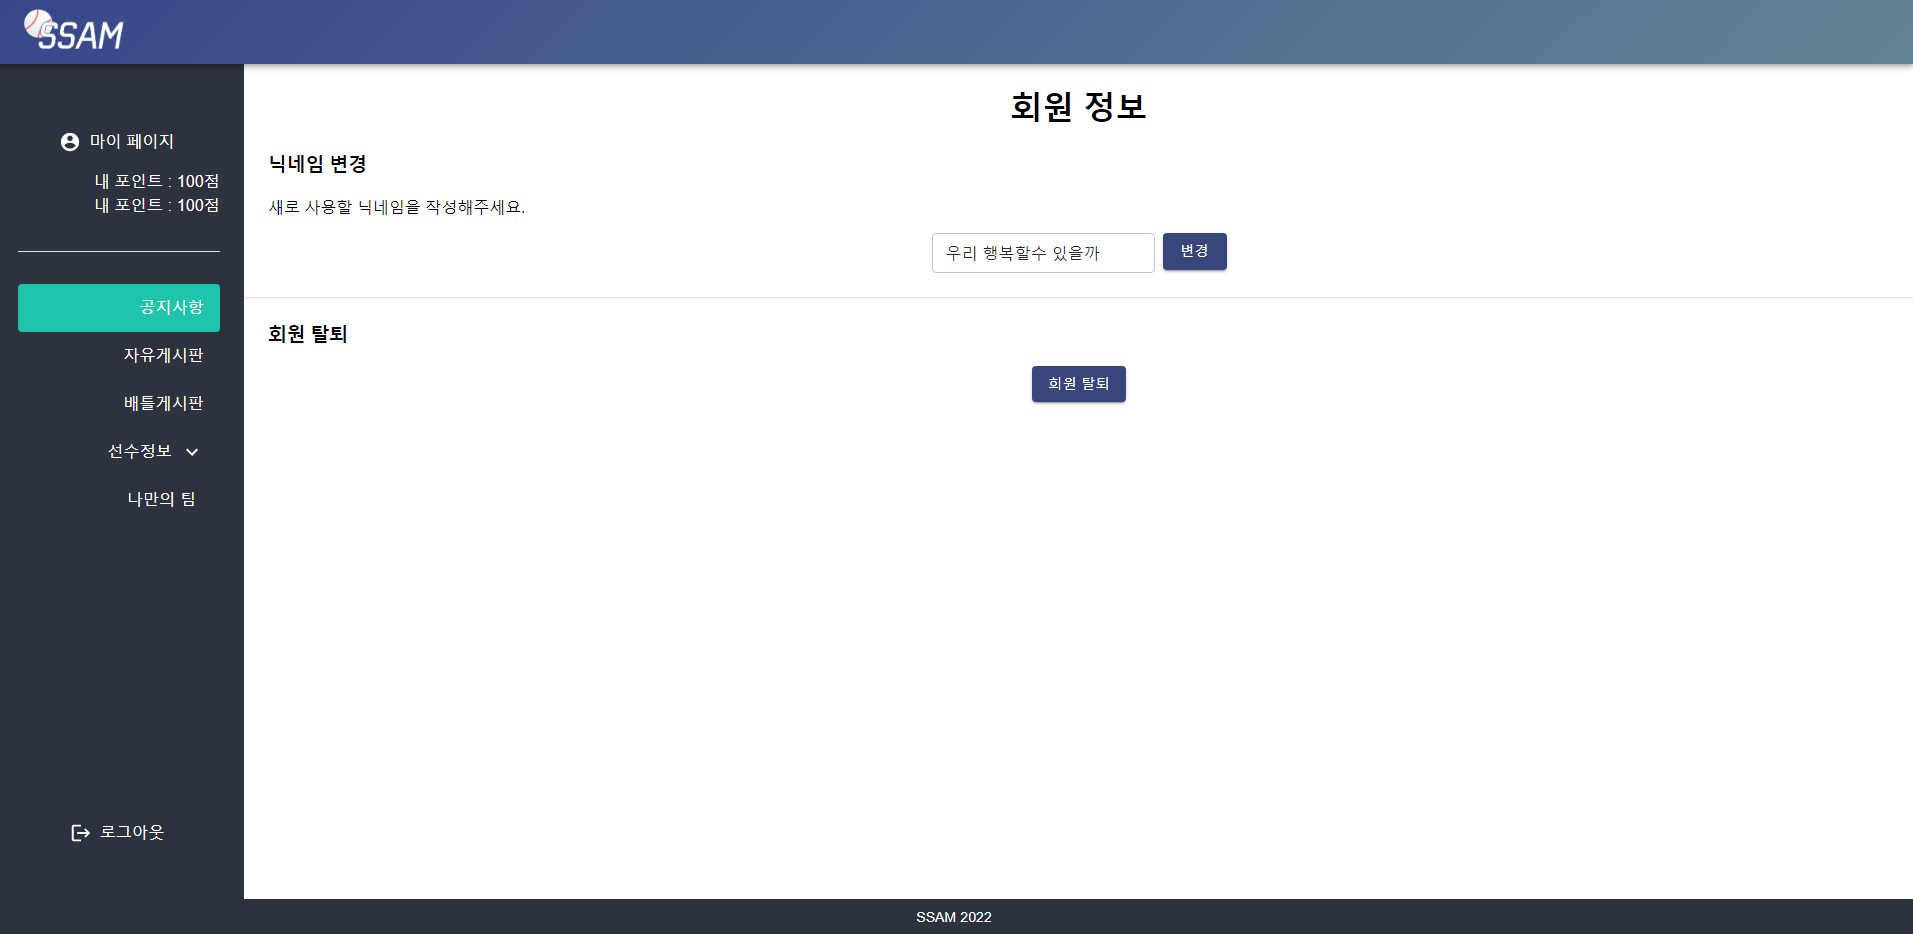 SSAM
마이 페이지
내 포인트 : 100점
내 포인트 : 100점
공지사항
자유게시판
배틀게시판
선수정보
나만의 팀
로그아웃
회원 정보
닉네임 변경
새로 사용할 닉네임을 작성해주세요.
우리 행복할수 있을까
변경
회원 탈퇴
회원 탈퇴
SSAM 2022